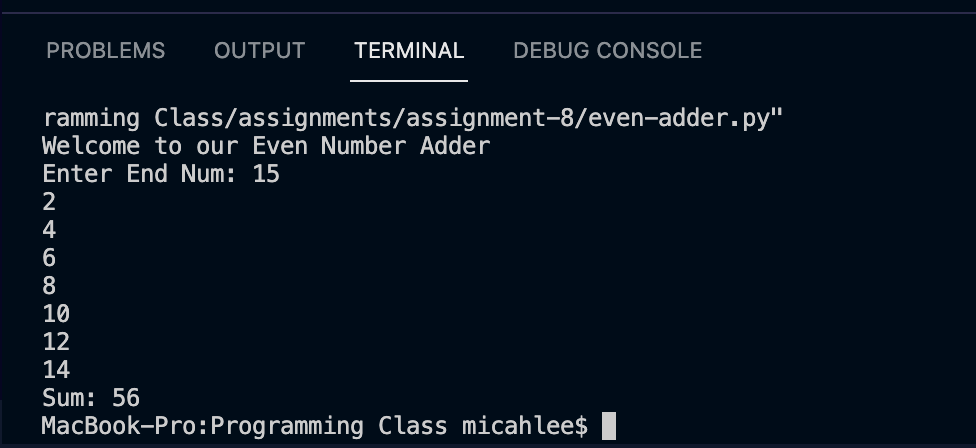 PROBLEMS OUTPUT TERMINAL DEBUG CONSOLE
ramming Class/assignments/assignment-8/even-adder.py"
Welcome to our Even Number Adder
Enter End Num: 15
2
4
6
8
10
12
14
Sum: 56
MacBook-Pro:Programming Class micahlee$